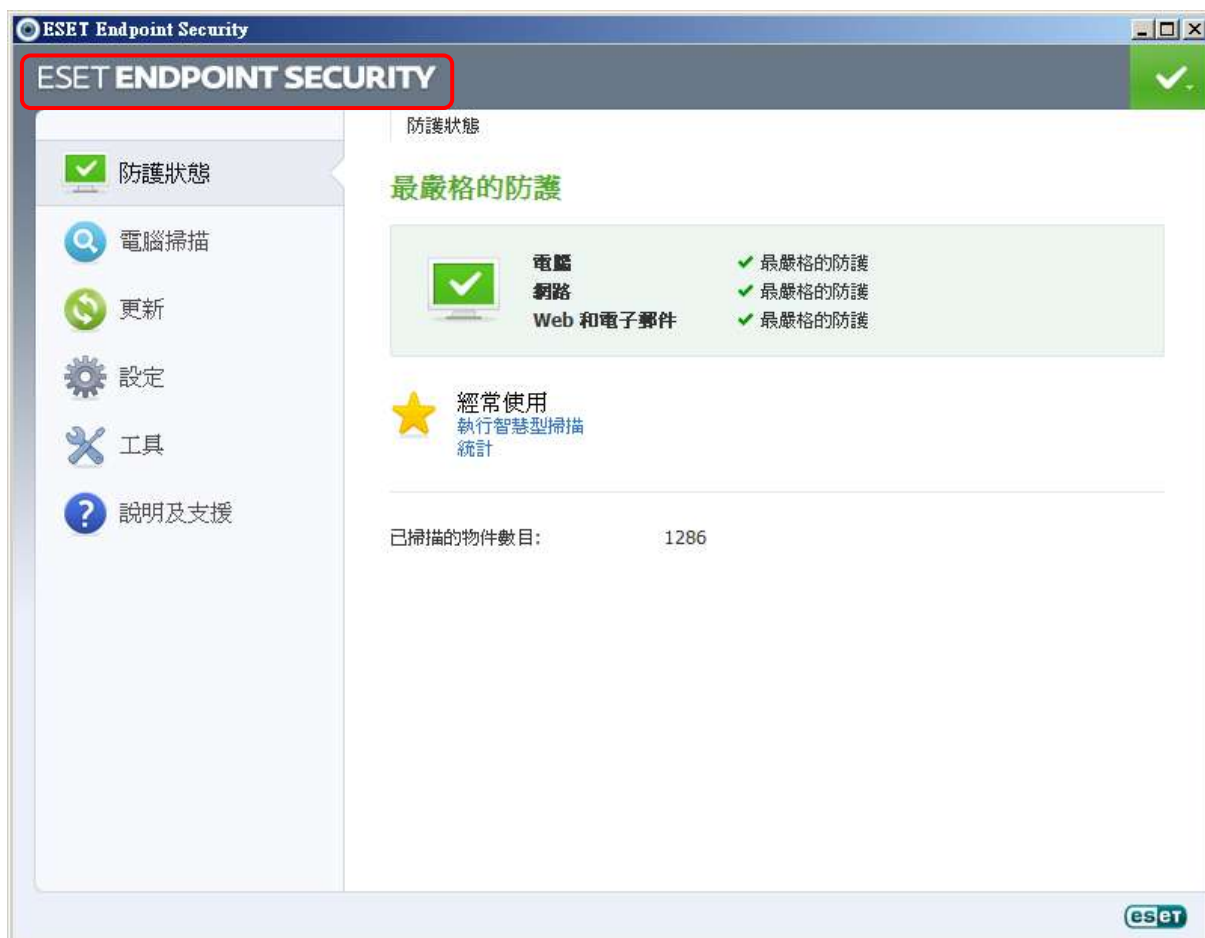 ESET Endpoint Security
ESET ENDPOINT SECURITY
防護狀態
防護狀態
電腦掃描
更新
設定
工具
說明及支援
最嚴格的防護
電腦 最嚴格的防護
網路 最嚴格的防護
Web 和電子郵件 最嚴格的防護
經常使用
執行智慧型掃描
統計
已掃描的物件數目: 1286
eset